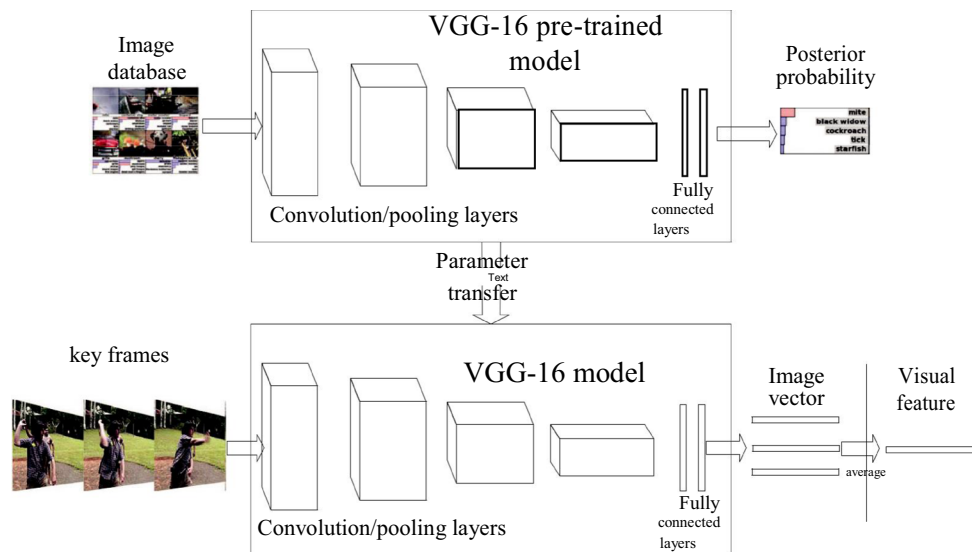 VGG-16 pre-trained
model
Image
database
Posterior
probability
mite
black widow
cockroach
tick
starfish
Convolution/pooling layers
Fully
connected
layers
Parameter
Text
transfer
key frames
VGG-16 model
Image
vector
Visual
feature
average
Convolution/pooling layers
Fully
connected
layers